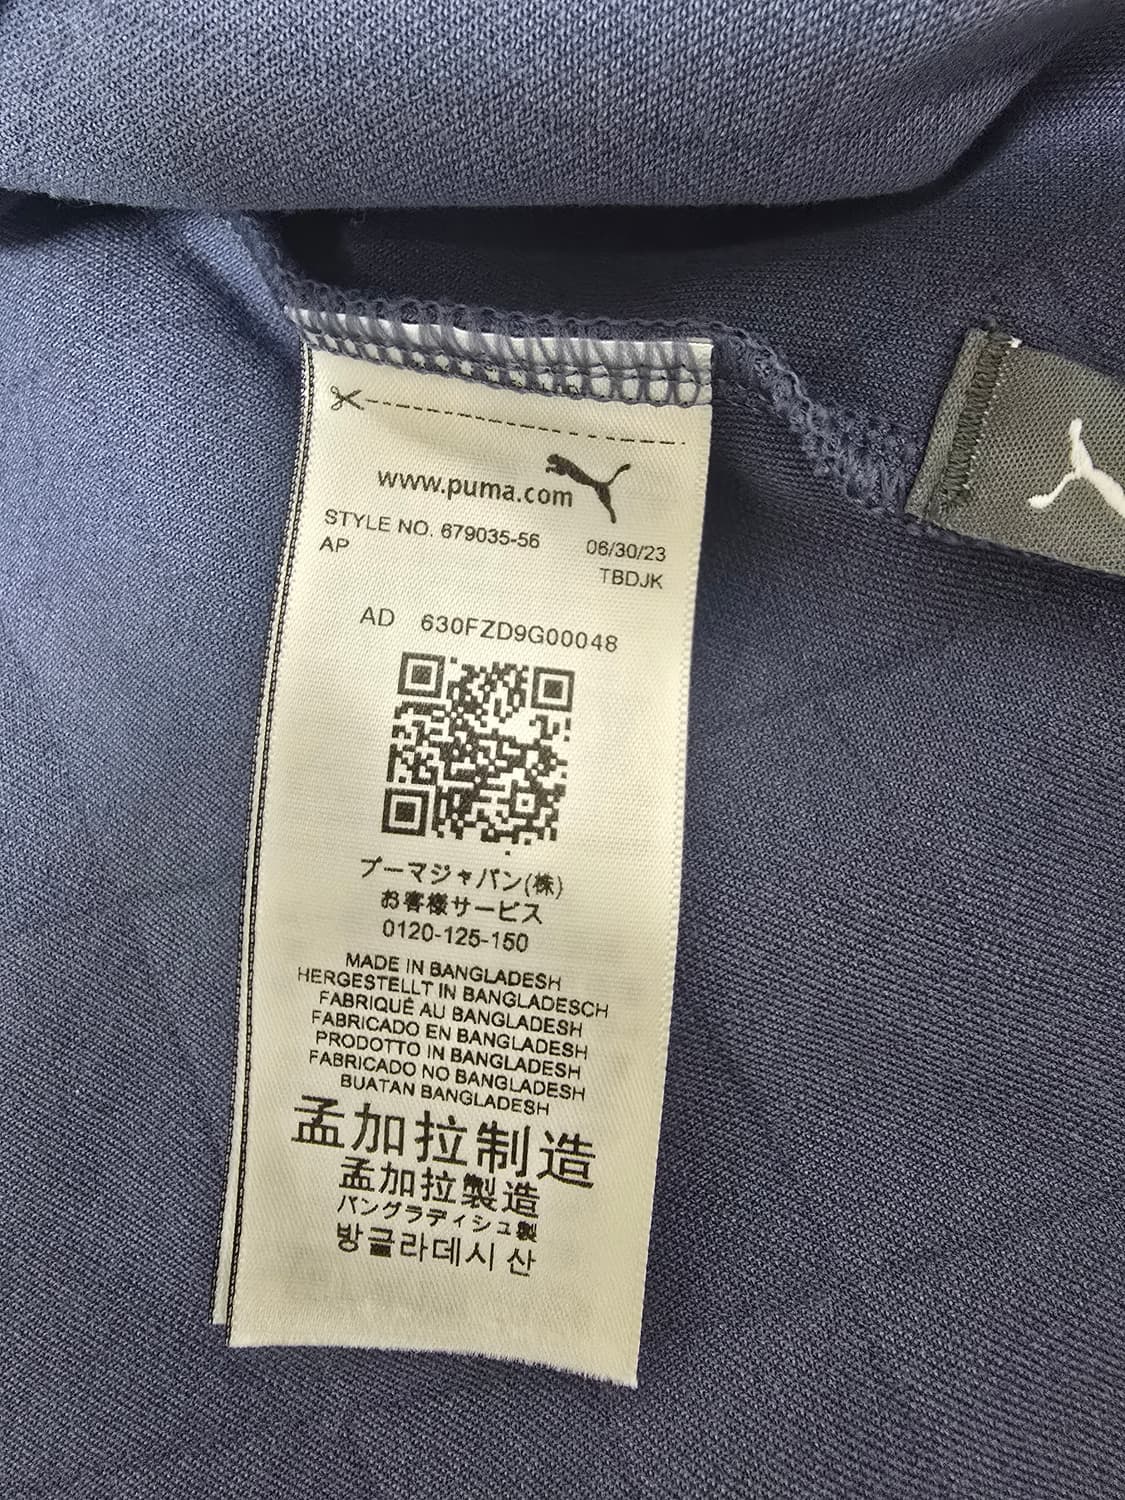 www.puma.com
STYLE NO. 679035-56 06/30/23
AP TBDJK
AD 630FZD9G00048
プーマジャパン(株)
お客様サービス
0120-125-150
MADE IN BANGLADESH
HERGESTELLT IN BANGLADESCH
FABRIQUÉ AU BANGLADESH
FABRICADO EN BANGLADESH
PRODOTTO IN BANGLADESH
FABRICADO NO BANGLADESH
BUATAN BANGLADESH
孟加拉制造
孟加拉製造
バングラディシュ製
방글라데시 산